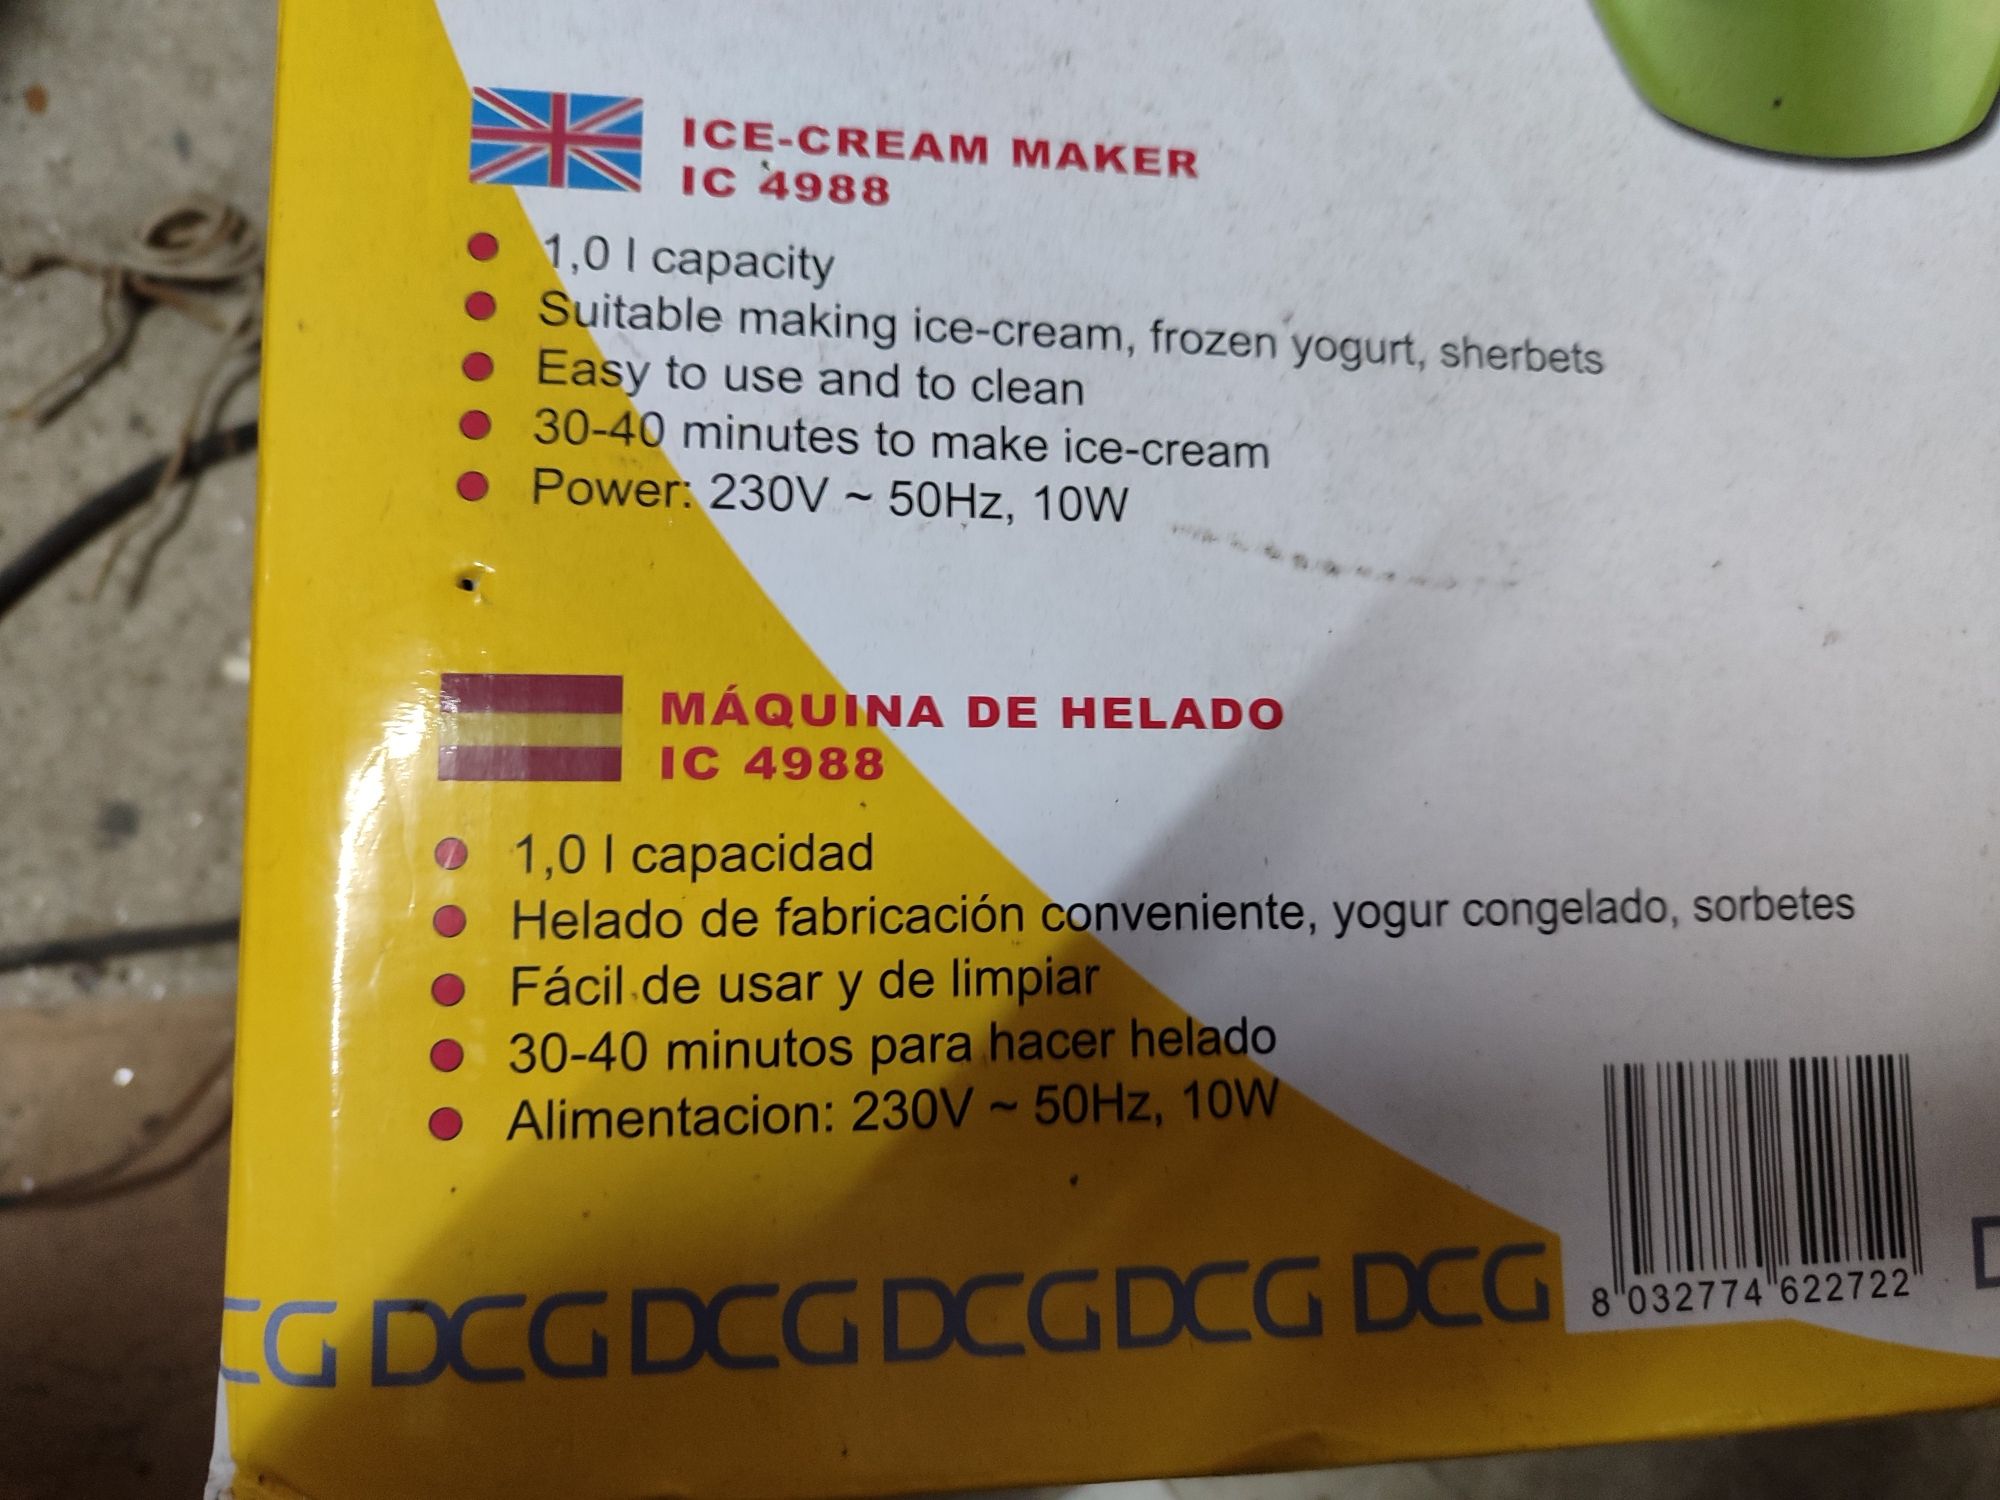 ICE-CREAM MAKER
IC 4988
1,0 l capacity
Suitable making ice-cream, frozen yogurt, sherbets
Easy to use and to clean
30-40 minutes to make ice-cream
Power: 230V ~ 50Hz, 10W
MÁQUINA DE HELADO
IC 4988
1,0 l capacidad
Helado de fabricación conveniente, yogur congelado, sorbetes
Fácil de usar y de limpiar
30-40 minutos para hacer helado
Alimentacion: 230V ~ 50Hz, 10W
CG DCG DCG DCG DCG DCG
8 032774 622722